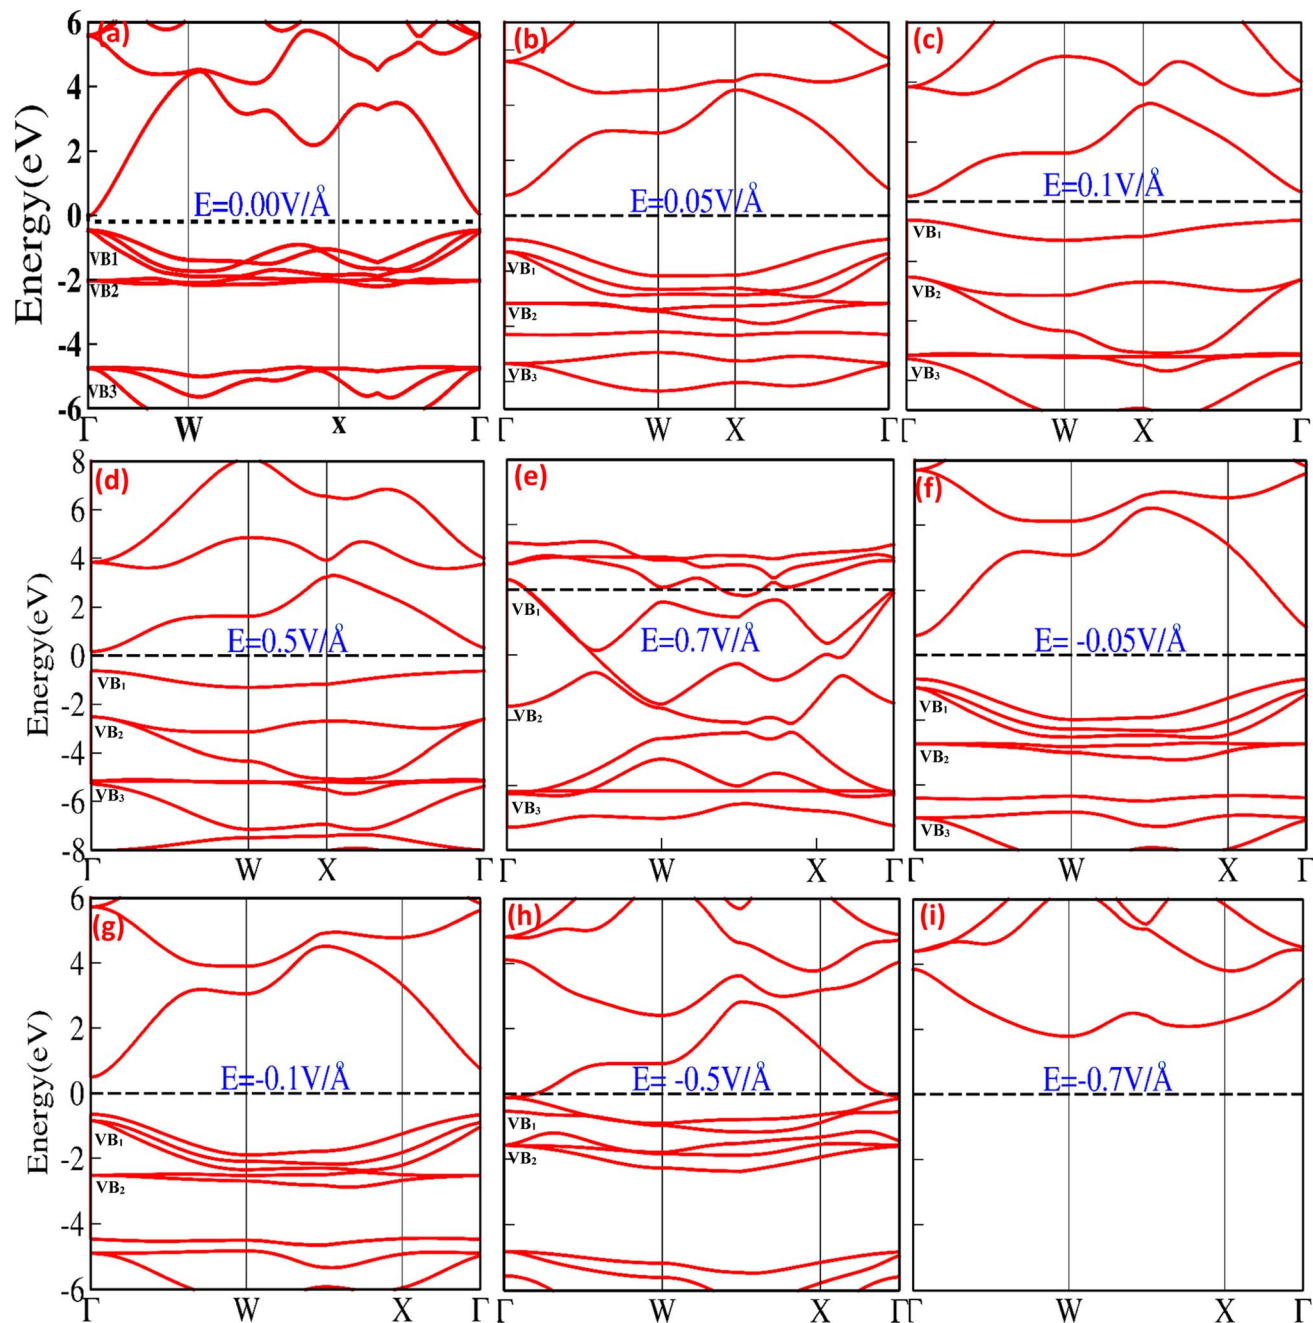 Energy(eV)
6
4
2
0
-2
-4
-6
(a)
E=0.00V/Å
VB1
VB2
VB3
Γ W x Γ
(b)
E=0.05V/Å
VB₁
VB₂
VB₃
Γ W X Γ
(c)
E=0.1V/Å
VB₁
VB₂
VB₃
Γ W X Γ
Energy(eV)
8
6
4
2
0
-2
-4
-6
-8
(d)
E=0.5V/Å
VB₁
VB₂
VB₃
Γ W X Γ
(e)
VB₁
E=0.7V/Å
VB₂
VB₃
Γ W X Γ
(f)
E= -0.05V/Å
VB₁
VB₂
VB₃
Γ W X Γ
Energy(eV)
6
4
2
0
-2
-4
-6
(g)
E=-0.1V/Å
VB₁
VB₂
Γ W X Γ
(h)
E= -0.5V/Å
VB₁
VB₂
Γ W X Γ
(i)
E=-0.7V/Å
Γ W X Γ